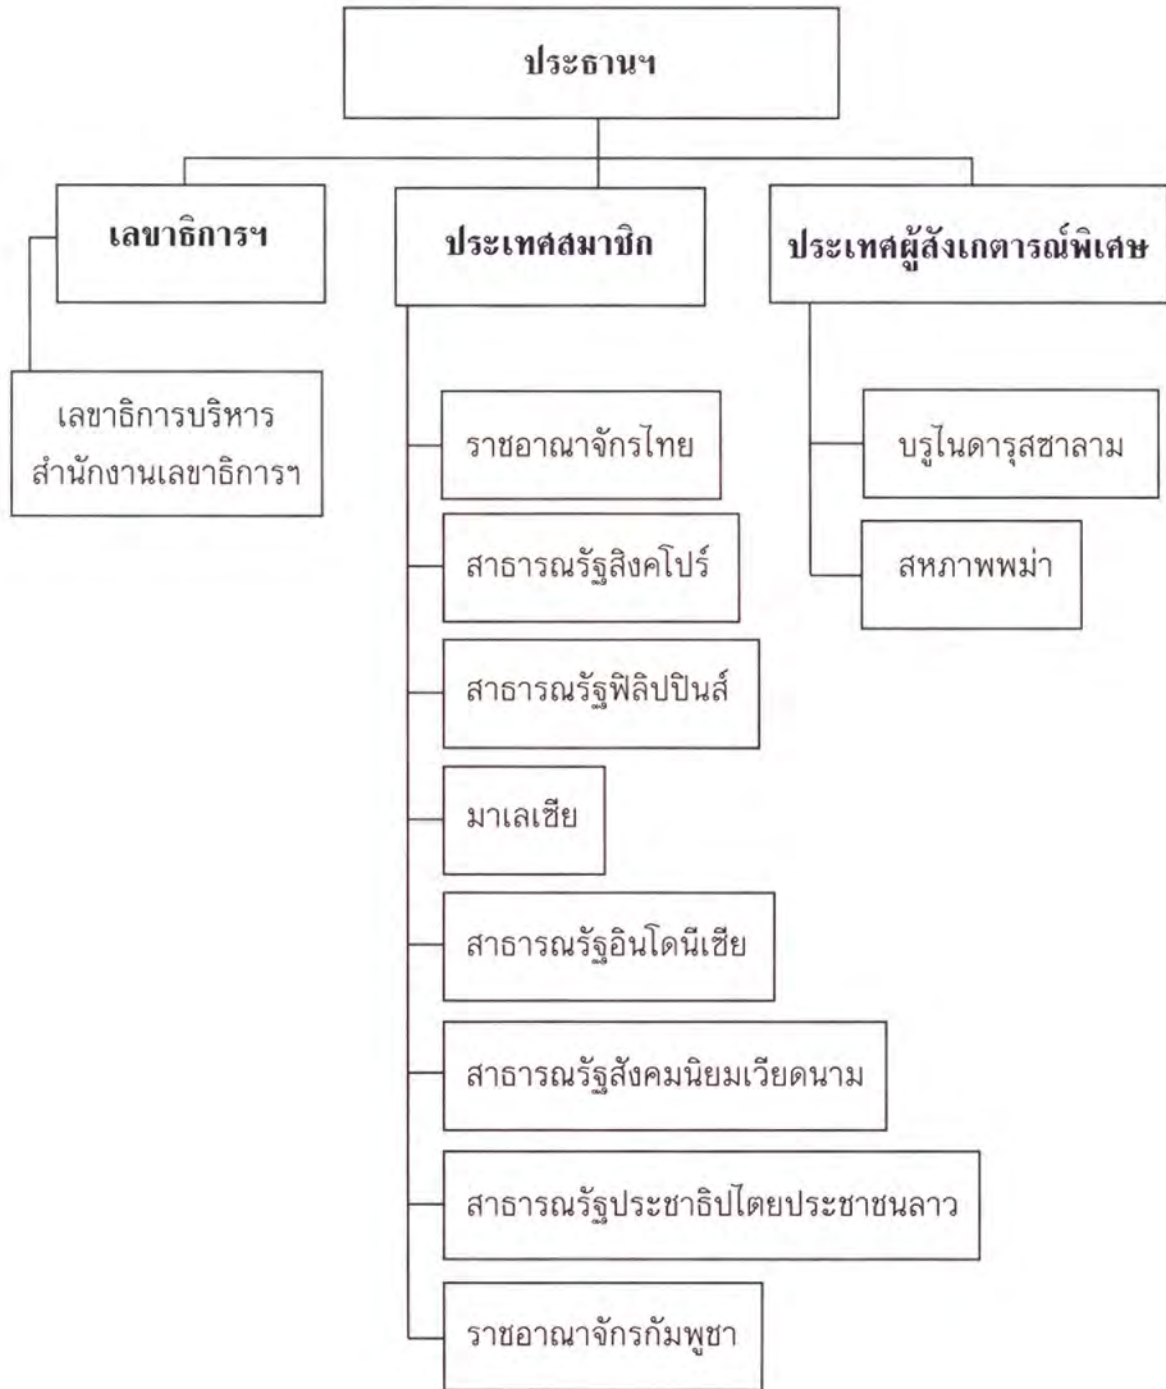 ประธานฯ
เลขาธิการฯ
ประเทศสมาชิก
ประเทศผู้สังเกตารณ์พิเศษ
เลขาธิการบริหาร
สำนักงานเลขาธิการฯ
ราชอาณาจักรไทย
สาธารณรัฐสิงคโปร์
สาธารณรัฐฟิลิปปินส์
มาเลเซีย
สาธารณรัฐอินโดนีเซีย
สาธารณรัฐสังคมนิยมเวียดนาม
สาธารณรัฐประชาธิปไตยประชาชนลาว
ราชอาณาจักรกัมพูชา
บรูไนดารุสซาลาม
สหภาพพม่า